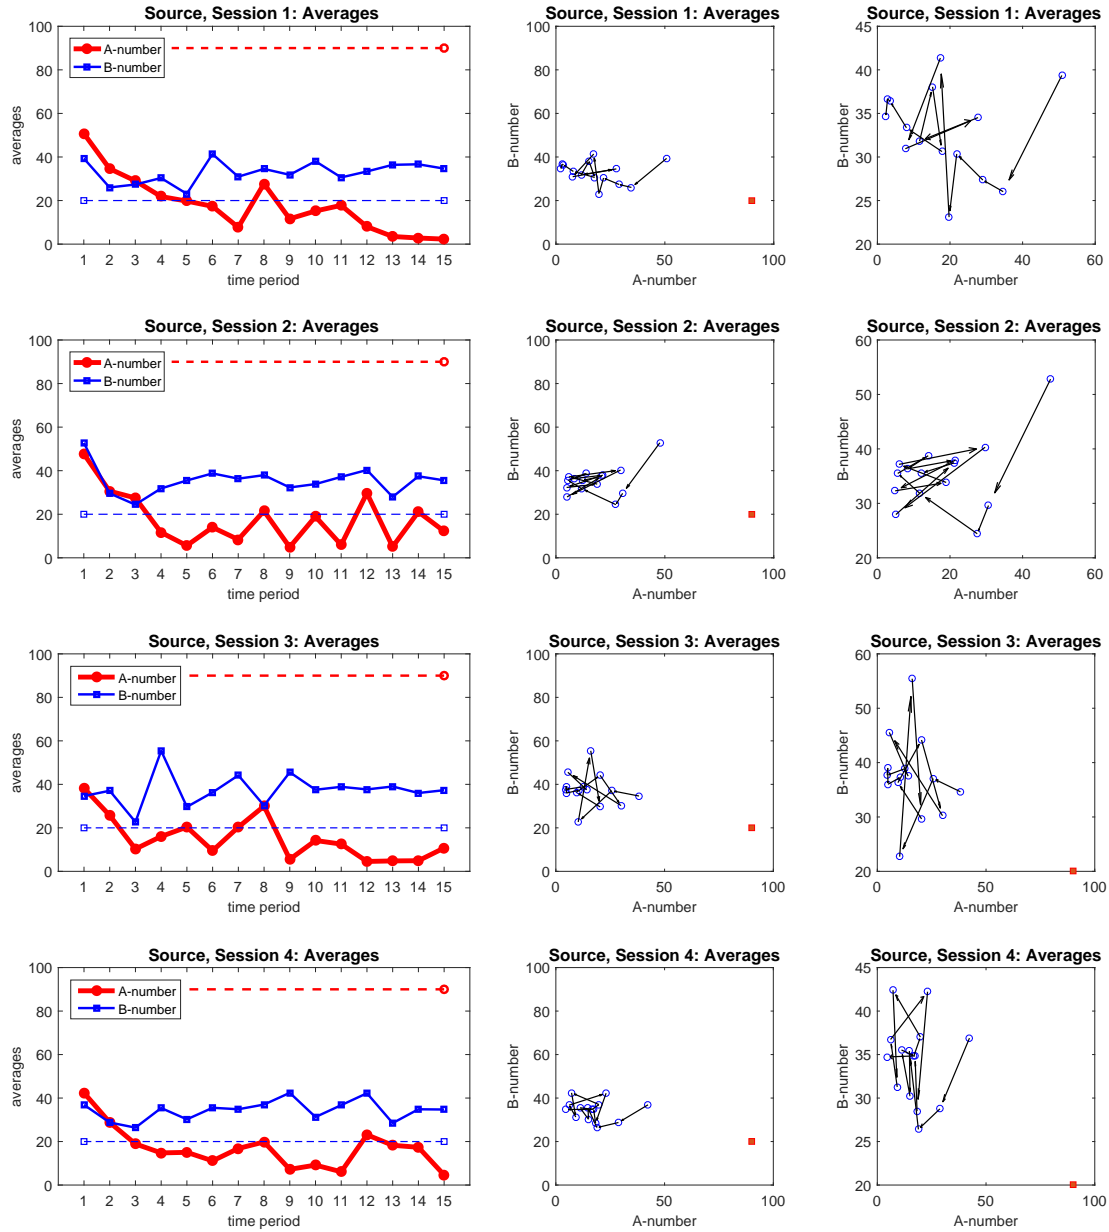 Source, Session 1: Averages
averages
100
80
60
40
20
0
A-number
B-number
1 2 3 4 5 6 7 8 9 10 11 12 13 14 15
time period
Source, Session 1: Averages
B-number
100
80
60
40
20
0
0 50 100
A-number
Source, Session 1: Averages
B-number
45
40
35
30
25
20
0 20 40 60
A-number
Source, Session 2: Averages
averages
100
80
60
40
20
0
A-number
B-number
1 2 3 4 5 6 7 8 9 10 11 12 13 14 15
time period
Source, Session 2: Averages
B-number
100
80
60
40
20
0
0 50 100
A-number
Source, Session 2: Averages
B-number
60
50
40
30
20
0 20 40 60
A-number
Source, Session 3: Averages
averages
100
80
60
40
20
0
A-number
B-number
1 2 3 4 5 6 7 8 9 10 11 12 13 14 15
time period
Source, Session 3: Averages
B-number
100
80
60
40
20
0
0 50 100
A-number
Source, Session 3: Averages
B-number
60
55
50
45
40
35
30
25
20
0 50 100
A-number
Source, Session 4: Averages
averages
100
80
60
40
20
0
A-number
B-number
1 2 3 4 5 6 7 8 9 10 11 12 13 14 15
time period
Source, Session 4: Averages
B-number
100
80
60
40
20
0
0 50 100
A-number
Source, Session 4: Averages
B-number
45
40
35
30
25
20
0 50 100
A-number